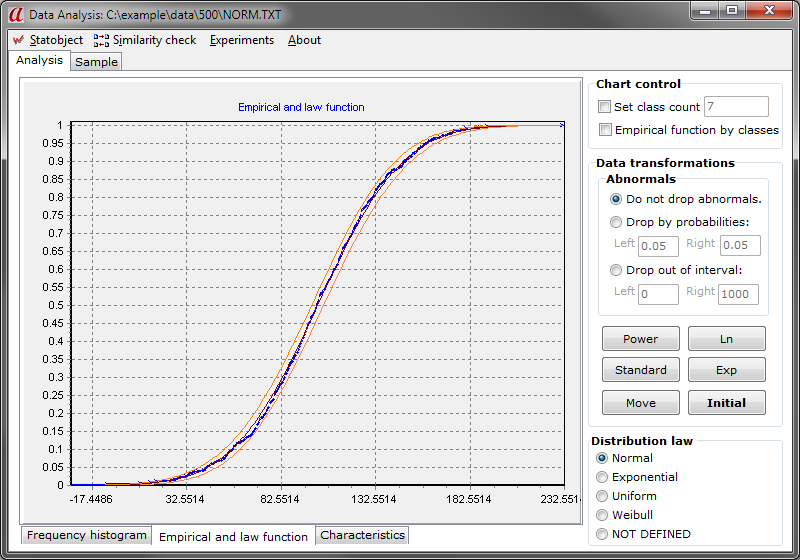 Data Analysis: C:\example\data\500\NORM.TXT
Statobject Similarity check Experiments About
Analysis Sample
Empirical and law function
1
0.95
0.9
0.85
0.8
0.75
0.7
0.65
0.6
0.55
0.5
0.45
0.4
0.35
0.3
0.25
0.2
0.15
0.1
0.05
0
-17.4486 32.5514 82.5514 132.5514 182.5514 232.5514
Frequency histogram Empirical and law function Characteristics
Chart control
Set class count 7
Empirical function by classes
Data transformations
Abnormals
Do not drop abnormals.
Drop by probabilities:
Left 0.05 Right 0.05
Drop out of interval:
Left 0 Right 1000
Power Ln
Standard Exp
Move Initial
Distribution law
Normal
Exponential
Uniform
Weibull
NOT DEFINED